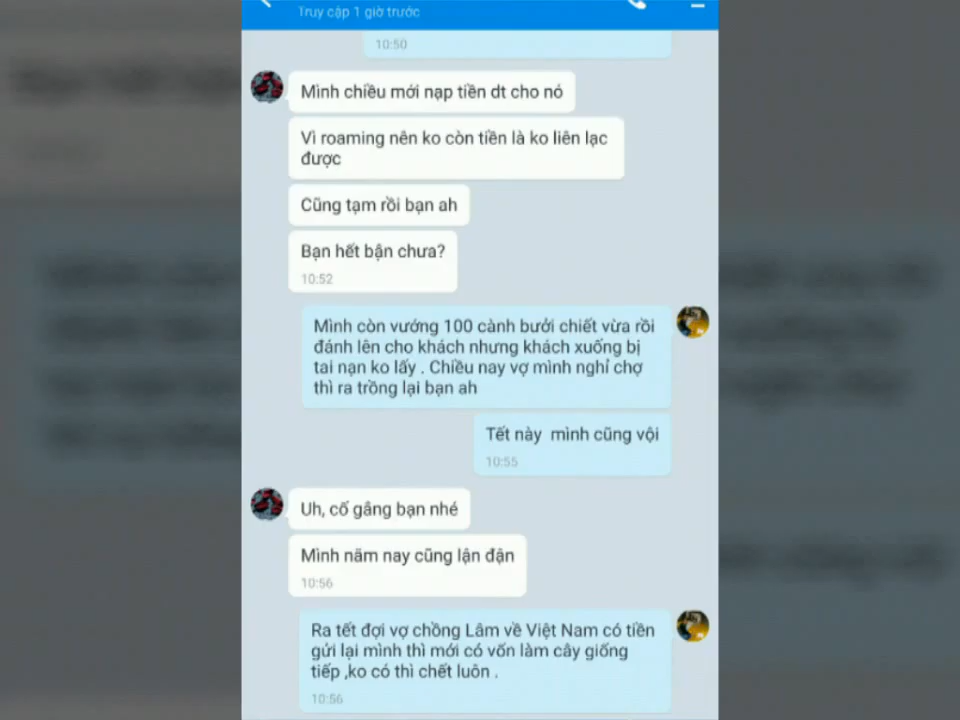 Truy cập 1 giờ trước
10:50
Mình chiều mới nạp tiền dt cho nó
Vì roaming nên ko còn tiền là ko liên lạc
được
Cũng tạm rồi bạn ah
Bạn hết bận chưa?
10:52
Mình còn vướng 100 cành bưởi chiết vừa rồi
đánh lên cho khách nhưng khách xuống bị
tai nạn ko lấy . Chiều nay vợ mình nghỉ chợ
thì ra trồng lại bạn ah
Tết này mình cũng vội
10:55
Uh, cố gâng bạn nhé
Mình năm nay cũng lận đận
10:56
Ra tết đợi vợ chồng Lâm về Việt Nam có tiền
gửi lại mình thì mới có vốn làm cây giống
tiếp ,ko có thì chết luôn .
10:56